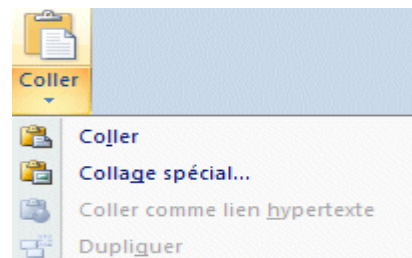 Coller
Coller
Collage spécial...
Coller comme lien hypertexte
Dupliquer